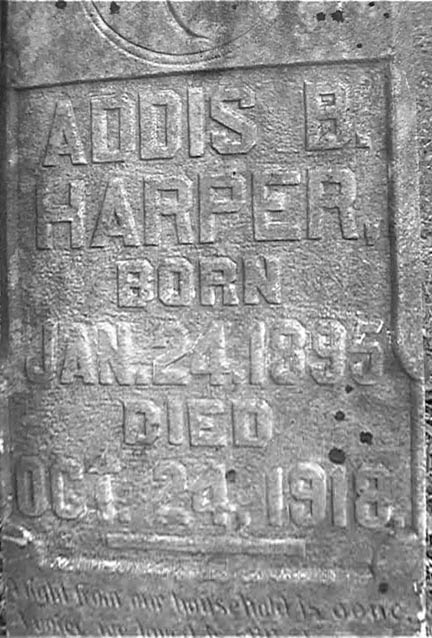 ADDIS B.
HARPER,
BORN
JAN. 24, 1895
DIED
OCT. 24, 1918.
A light from our household is gone,